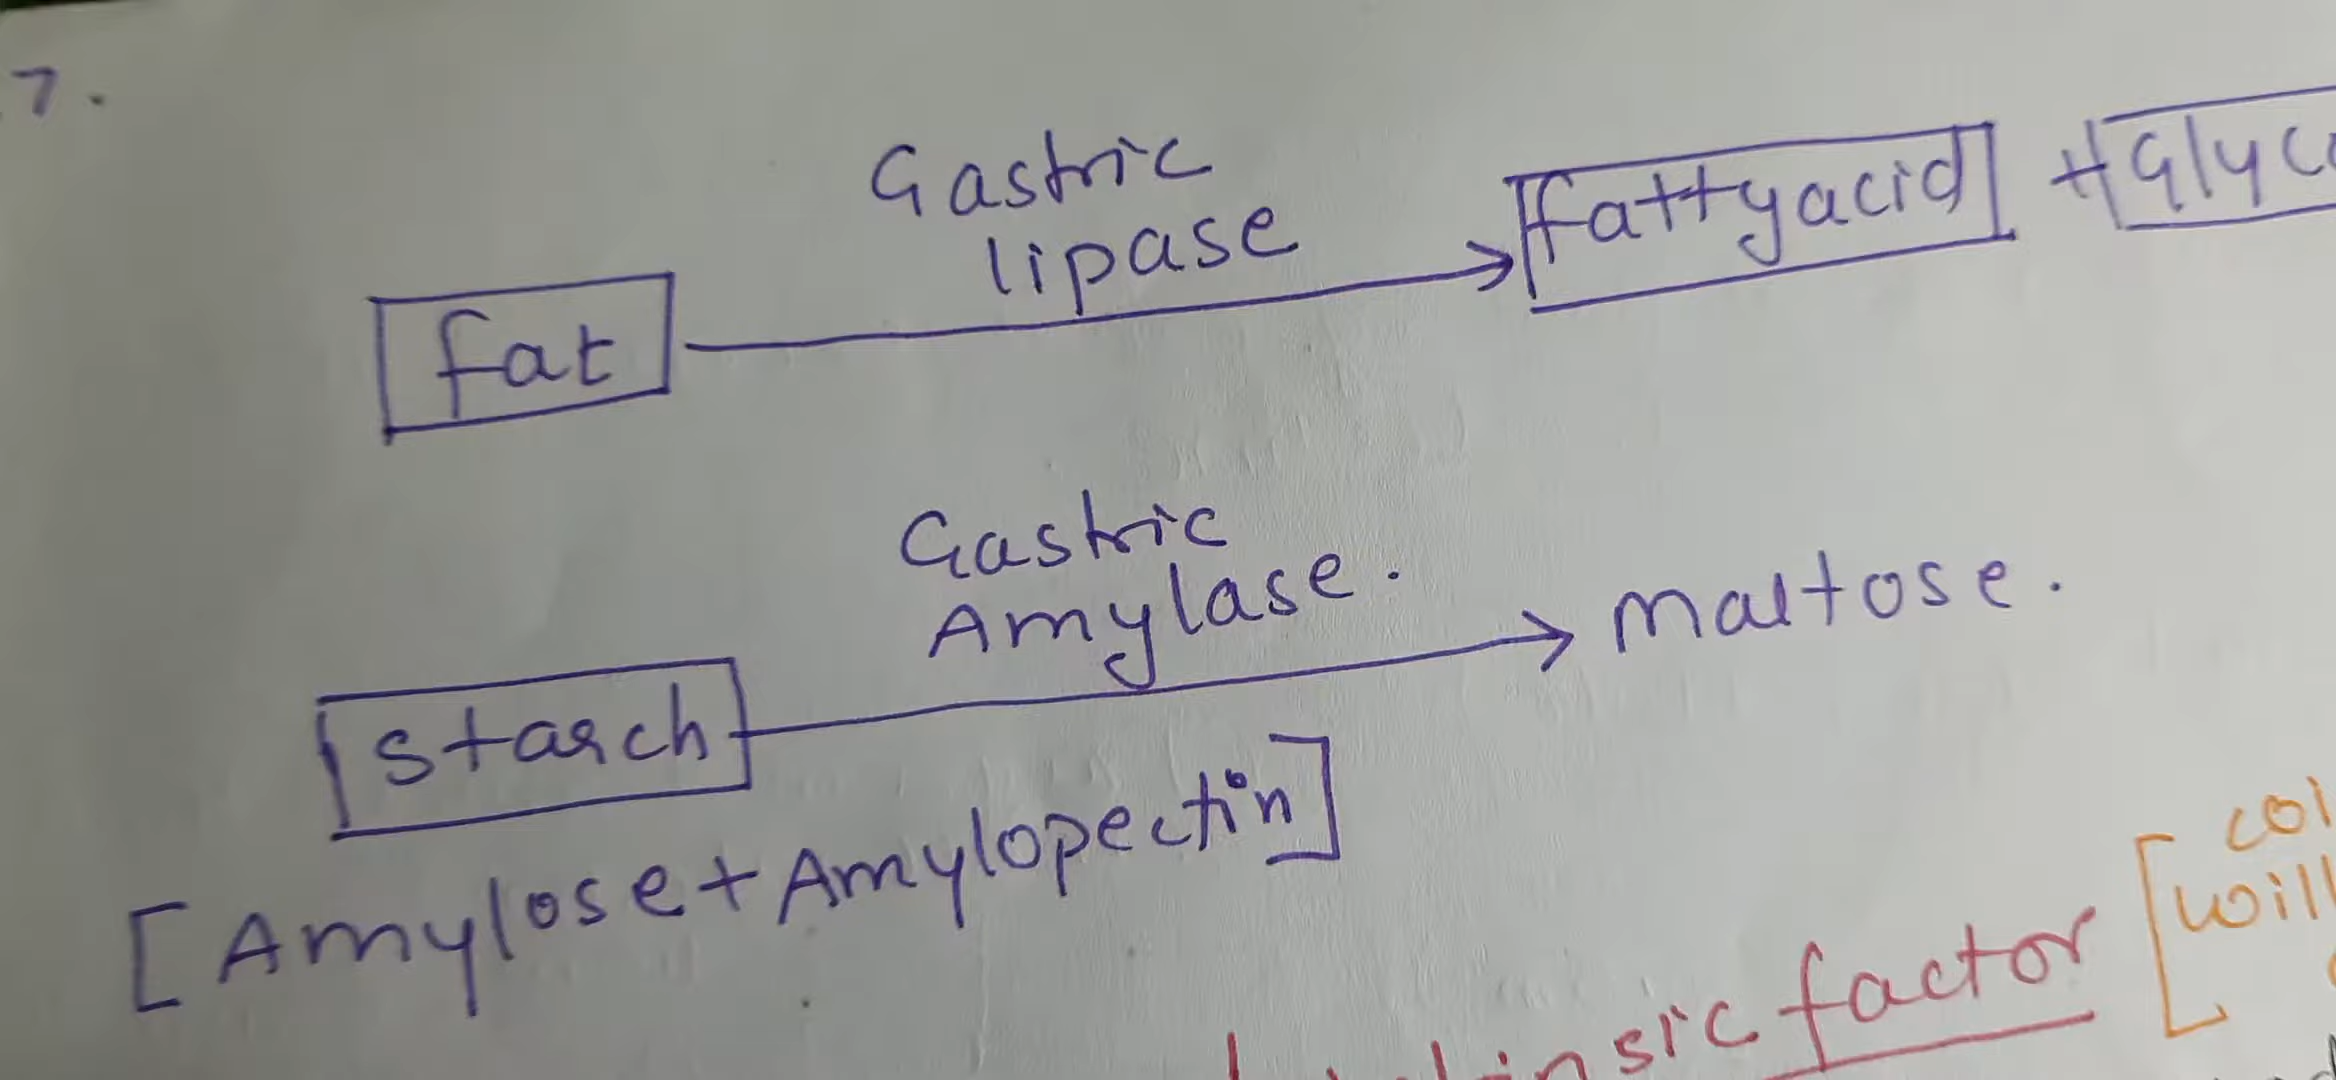 7.
Gastric
lipase
fat → fattyacid +
Gastric
Amylase.
starch → maltose.
[Amylose + Amylopectin]
factor [